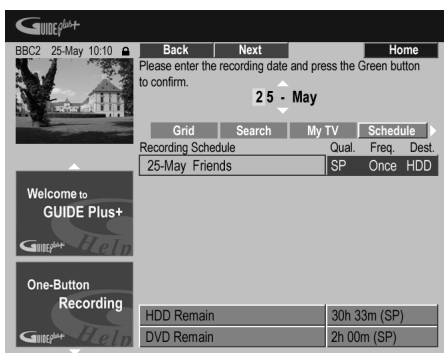 GUIDE plus+
BBC2 25-May 10:10 Back Next Home
Please enter the recording date and press the Green button
to confirm.
25 - May
Grid Search My TV Schedule
Recording Schedule Qual. Freq. Dest.
25-May Friends SP Once HDD
Welcome to
GUIDE Plus+
GUIDE plus+ Help
One-Button
Recording
GUIDE plus+ Help
HDD Remain 30h 33m (SP)
DVD Remain 2h 00m (SP)